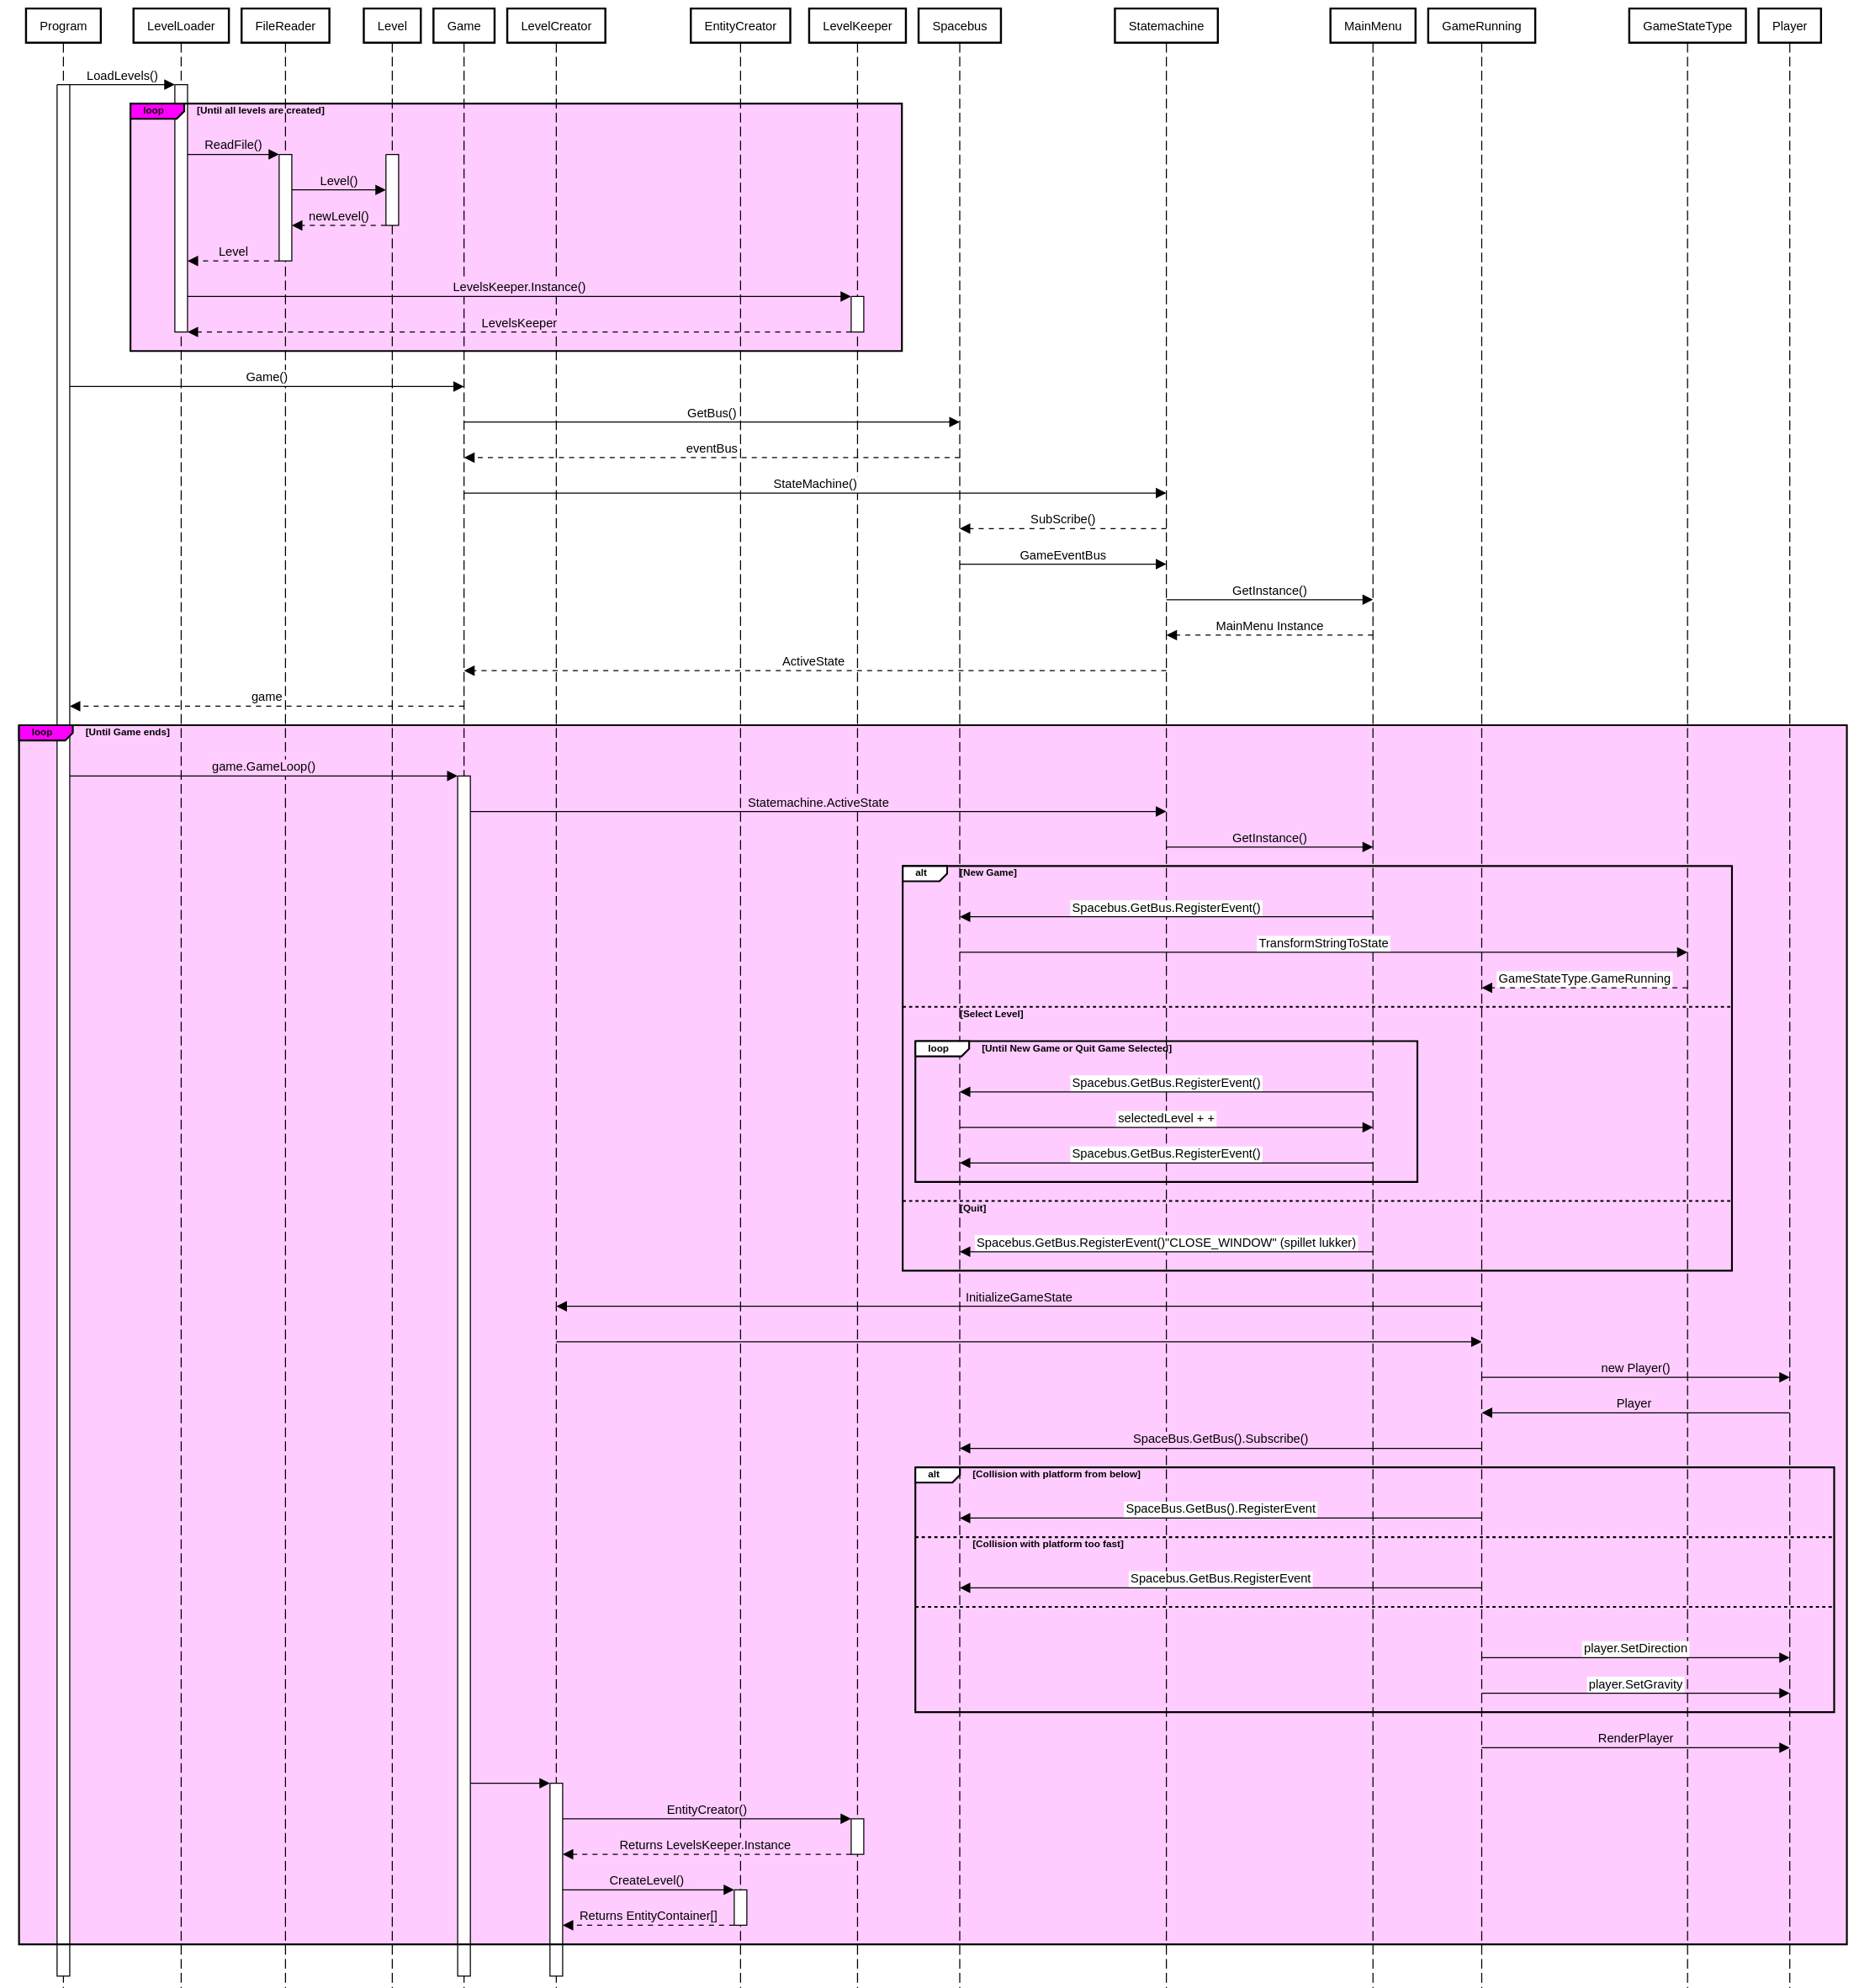 Program
LevelLoader
FileReader
Level
Game
LevelCreator
EntityCreator
LevelKeeper
Spacebus
Statemachine
MainMenu
GameRunning
GameStateType
Player
LoadLevels()
loop
[Until all levels are created]
ReadFile()
Level()
newLevel()
Level
LevelsKeeper.Instance()
LevelsKeeper
Game()
GetBus()
eventBus
StateMachine()
SubScribe()
GameEventBus
GetInstance()
MainMenu Instance
ActiveState
game
loop
[Until Game ends]
game.GameLoop()
Statemachine.ActiveState
GetInstance()
alt
[New Game]
Spacebus.GetBus.RegisterEvent()
TransformStringToState
GameStateType.GameRunning
[Select Level]
loop
[Until New Game or Quit Game Selected]
Spacebus.GetBus.RegisterEvent()
selectedLevel + +
Spacebus.GetBus.RegisterEvent()
[Quit]
Spacebus.GetBus.RegisterEvent()"CLOSE_WINDOW" (spillet lukker)
InitializeGameState
new Player()
Player
SpaceBus.GetBus().Subscribe()
alt
[Collision with platform from below]
SpaceBus.GetBus().RegisterEvent
[Collision with platform too fast]
Spacebus.GetBus.RegisterEvent
player.SetDirection
player.SetGravity
RenderPlayer
EntityCreator()
Returns LevelsKeeper.Instance
CreateLevel()
Returns EntityContainer[]